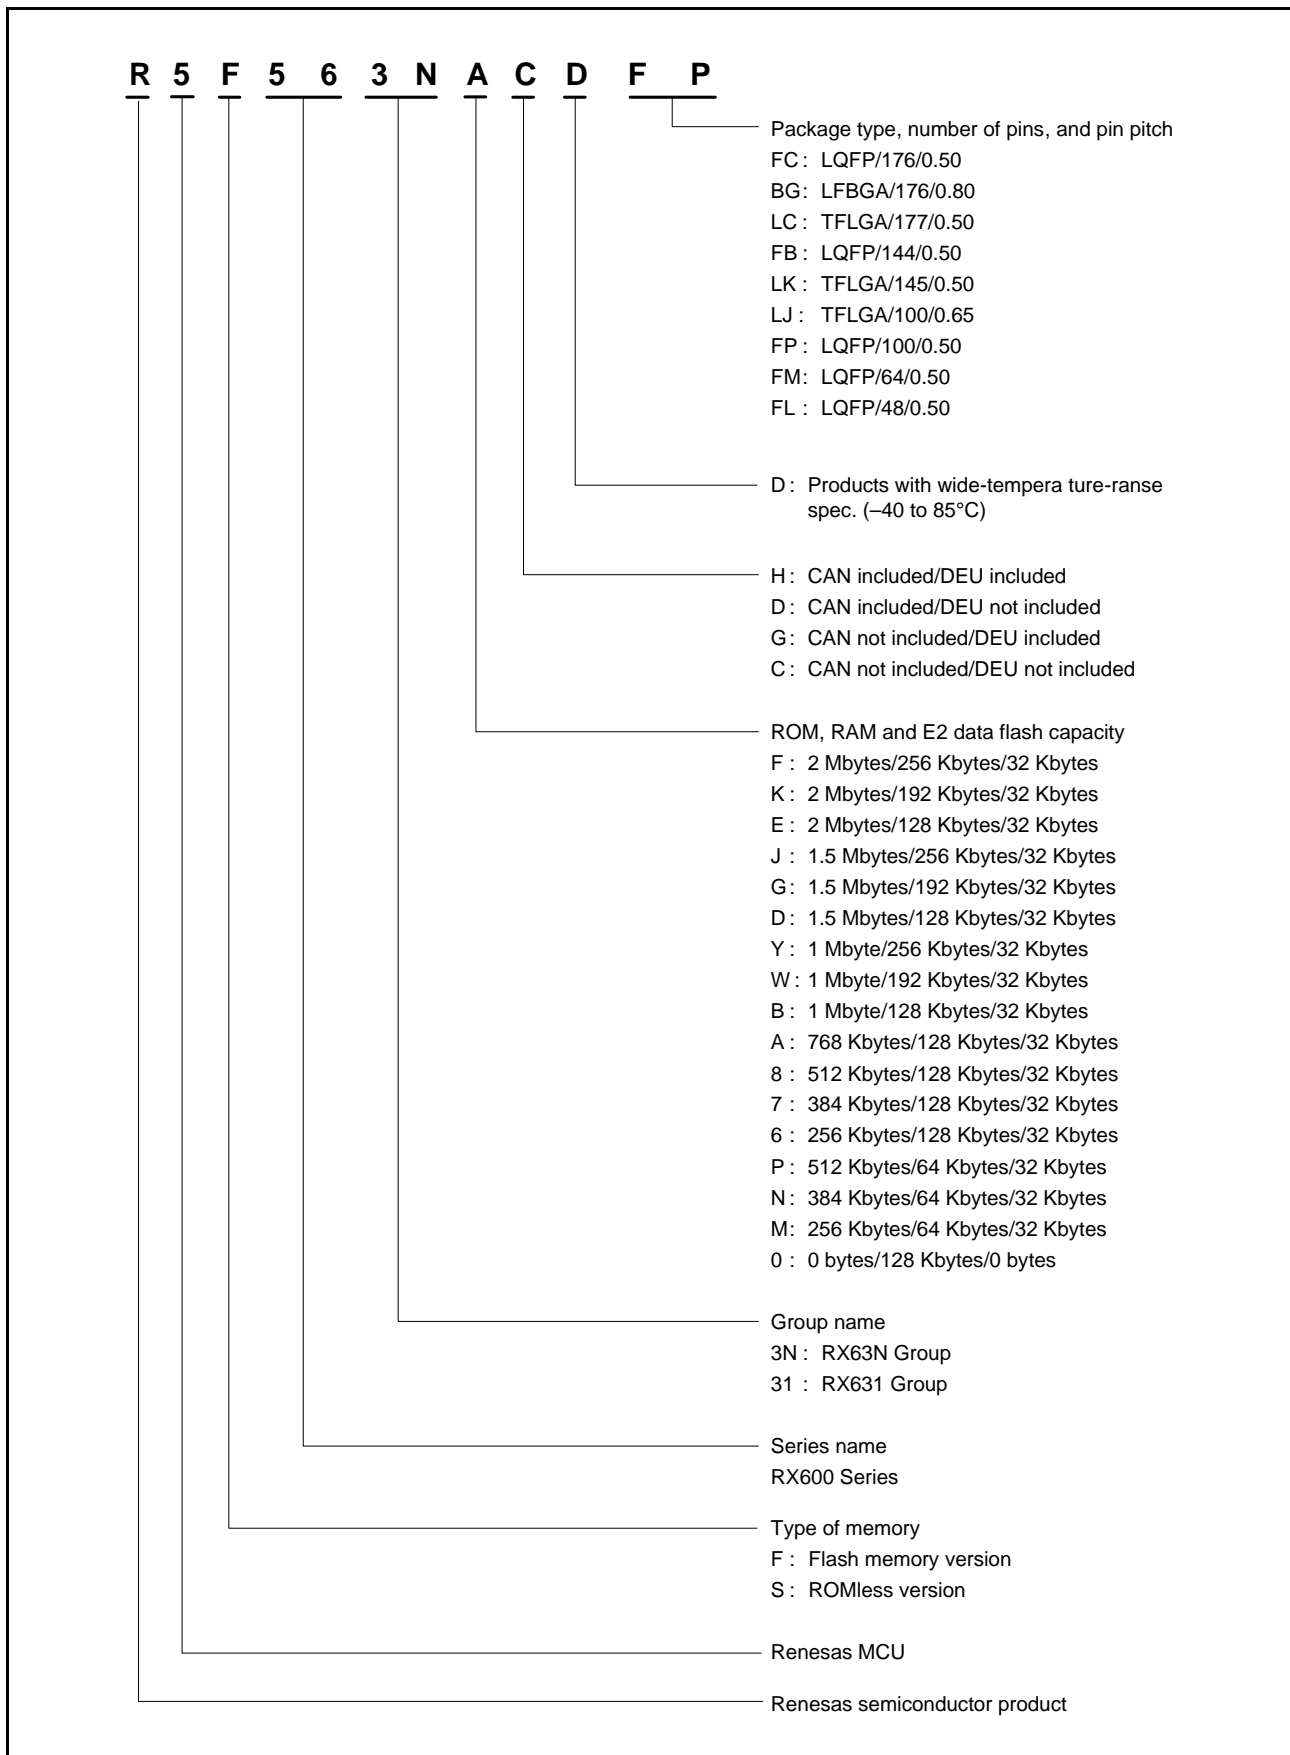 R 5 F 5 6 3 N A C D F P
Package type, number of pins, and pin pitch
FC : LQFP/176/0.50
BG: LFBGA/176/0.80
LC : TFLGA/177/0.50
FB : LQFP/144/0.50
LK : TFLGA/145/0.50
LJ : TFLGA/100/0.65
FP : LQFP/100/0.50
FM: LQFP/64/0.50
FL : LQFP/48/0.50
D : Products with wide-tempera ture-ranse
spec. (–40 to 85°C)
H : CAN included/DEU included
D : CAN included/DEU not included
G : CAN not included/DEU included
C : CAN not included/DEU not included
ROM, RAM and E2 data flash capacity
F : 2 Mbytes/256 Kbytes/32 Kbytes
K : 2 Mbytes/192 Kbytes/32 Kbytes
E : 2 Mbytes/128 Kbytes/32 Kbytes
J : 1.5 Mbytes/256 Kbytes/32 Kbytes
G : 1.5 Mbytes/192 Kbytes/32 Kbytes
D : 1.5 Mbytes/128 Kbytes/32 Kbytes
Y : 1 Mbyte/256 Kbytes/32 Kbytes
W : 1 Mbyte/192 Kbytes/32 Kbytes
B : 1 Mbyte/128 Kbytes/32 Kbytes
A : 768 Kbytes/128 Kbytes/32 Kbytes
8 : 512 Kbytes/128 Kbytes/32 Kbytes
7 : 384 Kbytes/128 Kbytes/32 Kbytes
6 : 256 Kbytes/128 Kbytes/32 Kbytes
P : 512 Kbytes/64 Kbytes/32 Kbytes
N : 384 Kbytes/64 Kbytes/32 Kbytes
M: 256 Kbytes/64 Kbytes/32 Kbytes
0 : 0 bytes/128 Kbytes/0 bytes
Group name
3N : RX63N Group
31 : RX631 Group
Series name
RX600 Series
Type of memory
F : Flash memory version
S : ROMless version
Renesas MCU
Renesas semiconductor product